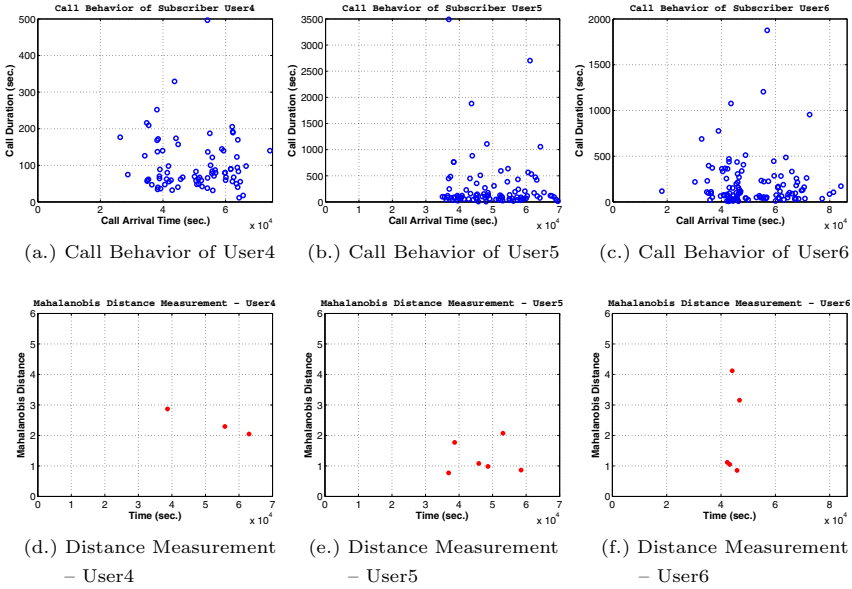 Call Behavior of Subscriber User4
Call Duration (sec.)
500
400
300
200
100
0
0 2 4 6
x 10^4
Call Arrival Time (sec.)
(a.) Call Behavior of User4
Call Behavior of Subscriber User5
Call Duration (sec.)
3500
3000
2500
2000
1500
1000
500
0
0 1 2 3 4 5 6 7
x 10^4
Call Arrival Time (sec.)
(b.) Call Behavior of User5
Call Behavior of Subscriber User6
Call Duration (sec.)
2000
1500
1000
500
0
0 2 4 6 8
x 10^4
Call Arrival Time (sec.)
(c.) Call Behavior of User6
Mahalanobis Distance Measurement - User4
Mahalanobis Distance
6
5
4
3
2
1
0
0 1 2 3 4 5 6 7
x 10^4
Time (sec.)
(d.) Distance Measurement
– User4
Mahalanobis Distance Measurement - User5
Mahalanobis Distance
6
5
4
3
2
1
0
0 1 2 3 4 5 6 7
x 10^4
Time (sec.)
(e.) Distance Measurement
– User5
Mahalanobis Distance Measurement - User6
Mahalanobis Distance
6
5
4
3
2
1
0
0 2 4 6 8
x 10^4
Time (sec.)
(f.) Distance Measurement
– User6